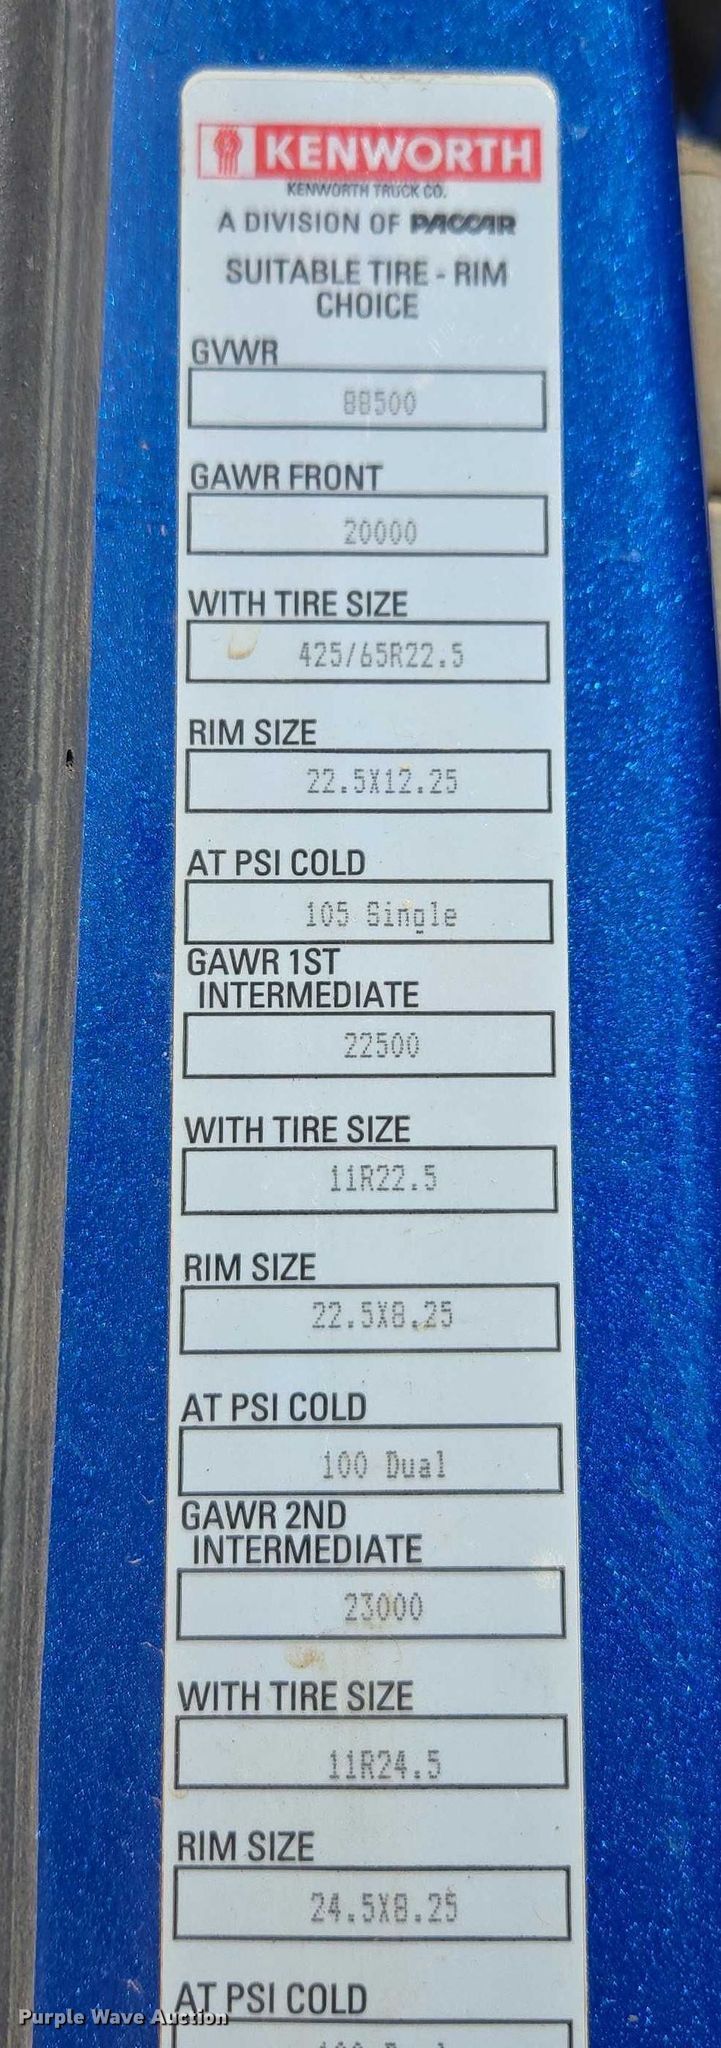 KENWORTH
KENWORTH TRUCK CO.
A DIVISION OF PACCAR
SUITABLE TIRE - RIM
CHOICE
GVWR
88500
GAWR FRONT
20000
WITH TIRE SIZE
425/65R22.5
RIM SIZE
22.5X12.25
AT PSI COLD
105 Single
GAWR 1ST
INTERMEDIATE
22500
WITH TIRE SIZE
11R22.5
RIM SIZE
22.5X8.25
AT PSI COLD
100 Dual
GAWR 2ND
INTERMEDIATE
23000
WITH TIRE SIZE
11R24.5
RIM SIZE
24.5X8.25
AT PSI COLD
Purple Wave Auction